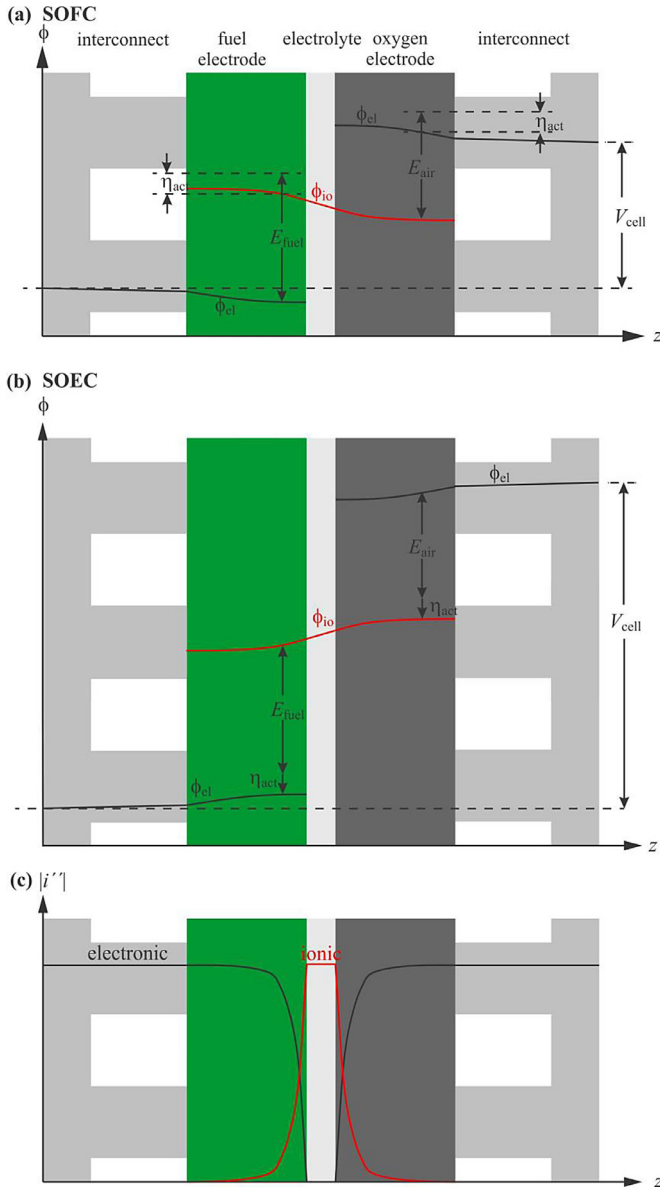 (a) SOFC
ϕ
interconnect fuel electrode electrolyte oxygen electrode interconnect
ϕel
ηact
Eair
ηact
ϕio
Vcell
Efuel
ϕel
z
(b) SOEC
ϕ
ϕel
Eair
ηact
ϕio
Vcell
Efuel
ηact
ϕel
z
(c) |i´´|
electronic ionic
z